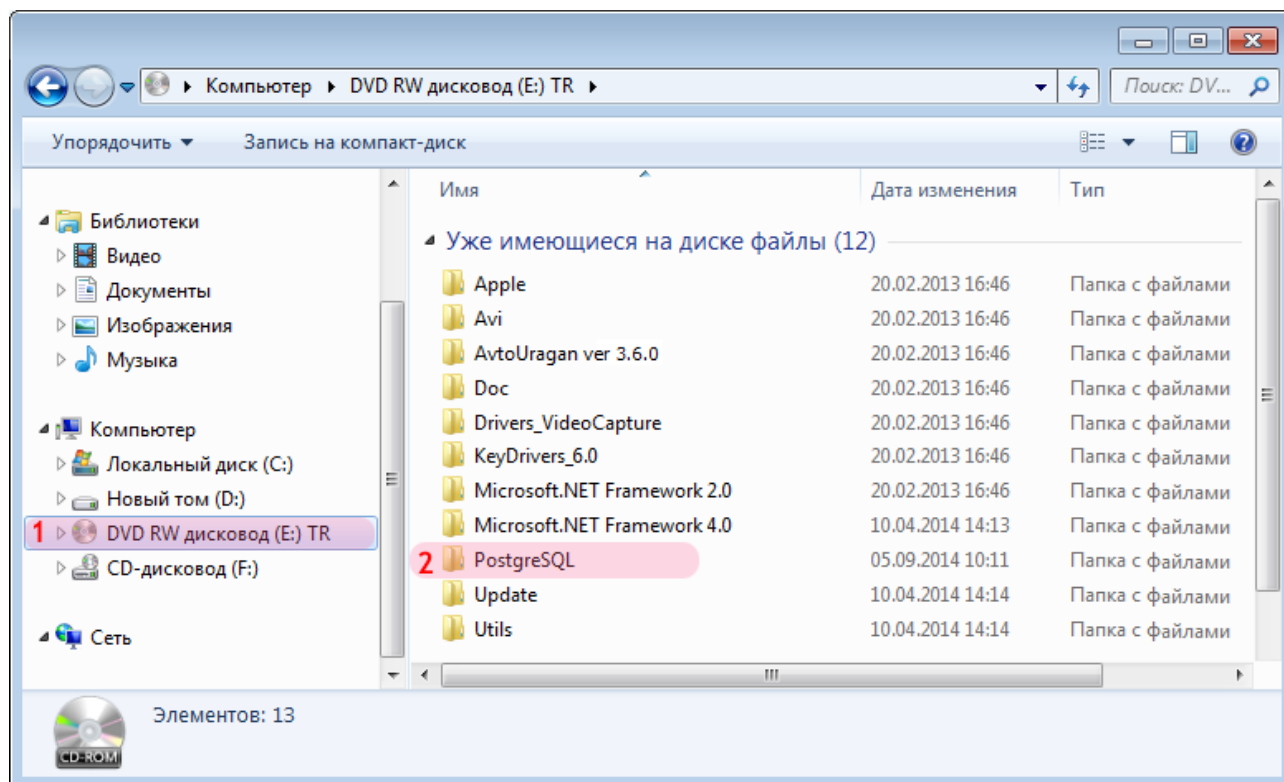 Компьютер ▸ DVD RW дисковод (E:) TR ▸ Поиск: DV...
Упорядочить Запись на компакт-диск
Библиотеки
Видео
Документы
Изображения
Музыка
Компьютер
Локальный диск (C:)
Новый том (D:)
1 DVD RW дисковод (E:) TR
CD-дисковод (F:)
Сеть
Имя Дата изменения Тип
Уже имеющиеся на диске файлы (12)
Apple 20.02.2013 16:46 Папка с файлами
Avi 20.02.2013 16:46 Папка с файлами
AvtoUragan ver 3.6.0 20.02.2013 16:46 Папка с файлами
Doc 20.02.2013 16:46 Папка с файлами
Drivers_VideoCapture 20.02.2013 16:46 Папка с файлами
KeyDrivers_6.0 20.02.2013 16:46 Папка с файлами
Microsoft.NET Framework 2.0 20.02.2013 16:46 Папка с файлами
Microsoft.NET Framework 4.0 10.04.2014 14:13 Папка с файлами
2 PostgreSQL 05.09.2014 10:11 Папка с файлами
Update 10.04.2014 14:14 Папка с файлами
Utils 10.04.2014 14:14 Папка с файлами
Элементов: 13
CD-ROM